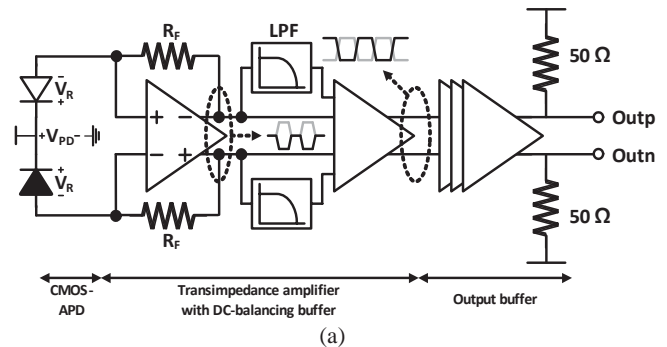 R_F
LPF
50 Ω
− V_R +
+ V_PD −
+ V_R −
+ −
− +
Outp
Outn
R_F
50 Ω
CMOS-
APD
Transimpedance amplifier
with DC-balancing buffer
Output buffer
(a)